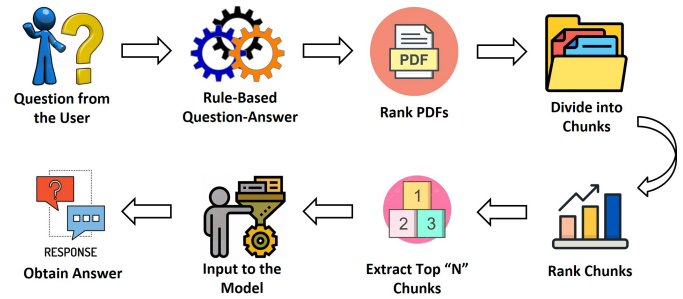 Question from
the User
Rule-Based
Question-Answer
PDF
Rank PDFs
Divide into
Chunks
?
RESPONSE
Obtain Answer
Input to the
Model
1
2 3
Extract Top “N”
Chunks
Rank Chunks